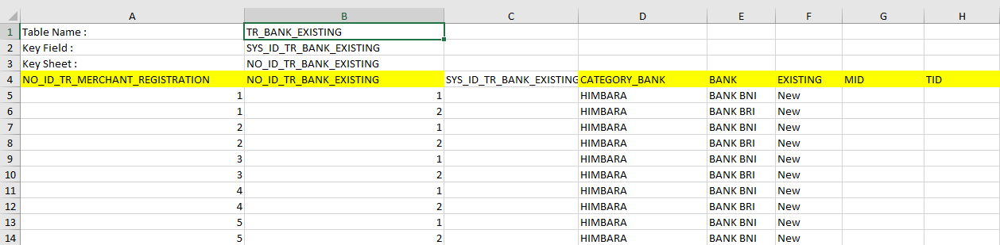 A B C D E F G H
1 Table Name : TR_BANK_EXISTING
2 Key Field : SYS_ID_TR_BANK_EXISTING
3 Key Sheet : NO_ID_TR_BANK_EXISTING
4 NO_ID_TR_MERCHANT_REGISTRATION NO_ID_TR_BANK_EXISTING SYS_ID_TR_BANK_EXISTING CATEGORY_BANK BANK EXISTING MID TID
5 1 1 HIMBARA BANK BNI New
6 1 2 HIMBARA BANK BRI New
7 2 1 HIMBARA BANK BNI New
8 2 2 HIMBARA BANK BRI New
9 3 1 HIMBARA BANK BNI New
10 3 2 HIMBARA BANK BRI New
11 4 1 HIMBARA BANK BNI New
12 4 2 HIMBARA BANK BRI New
13 5 1 HIMBARA BANK BNI New
14 5 2 HIMBARA BANK BNI New